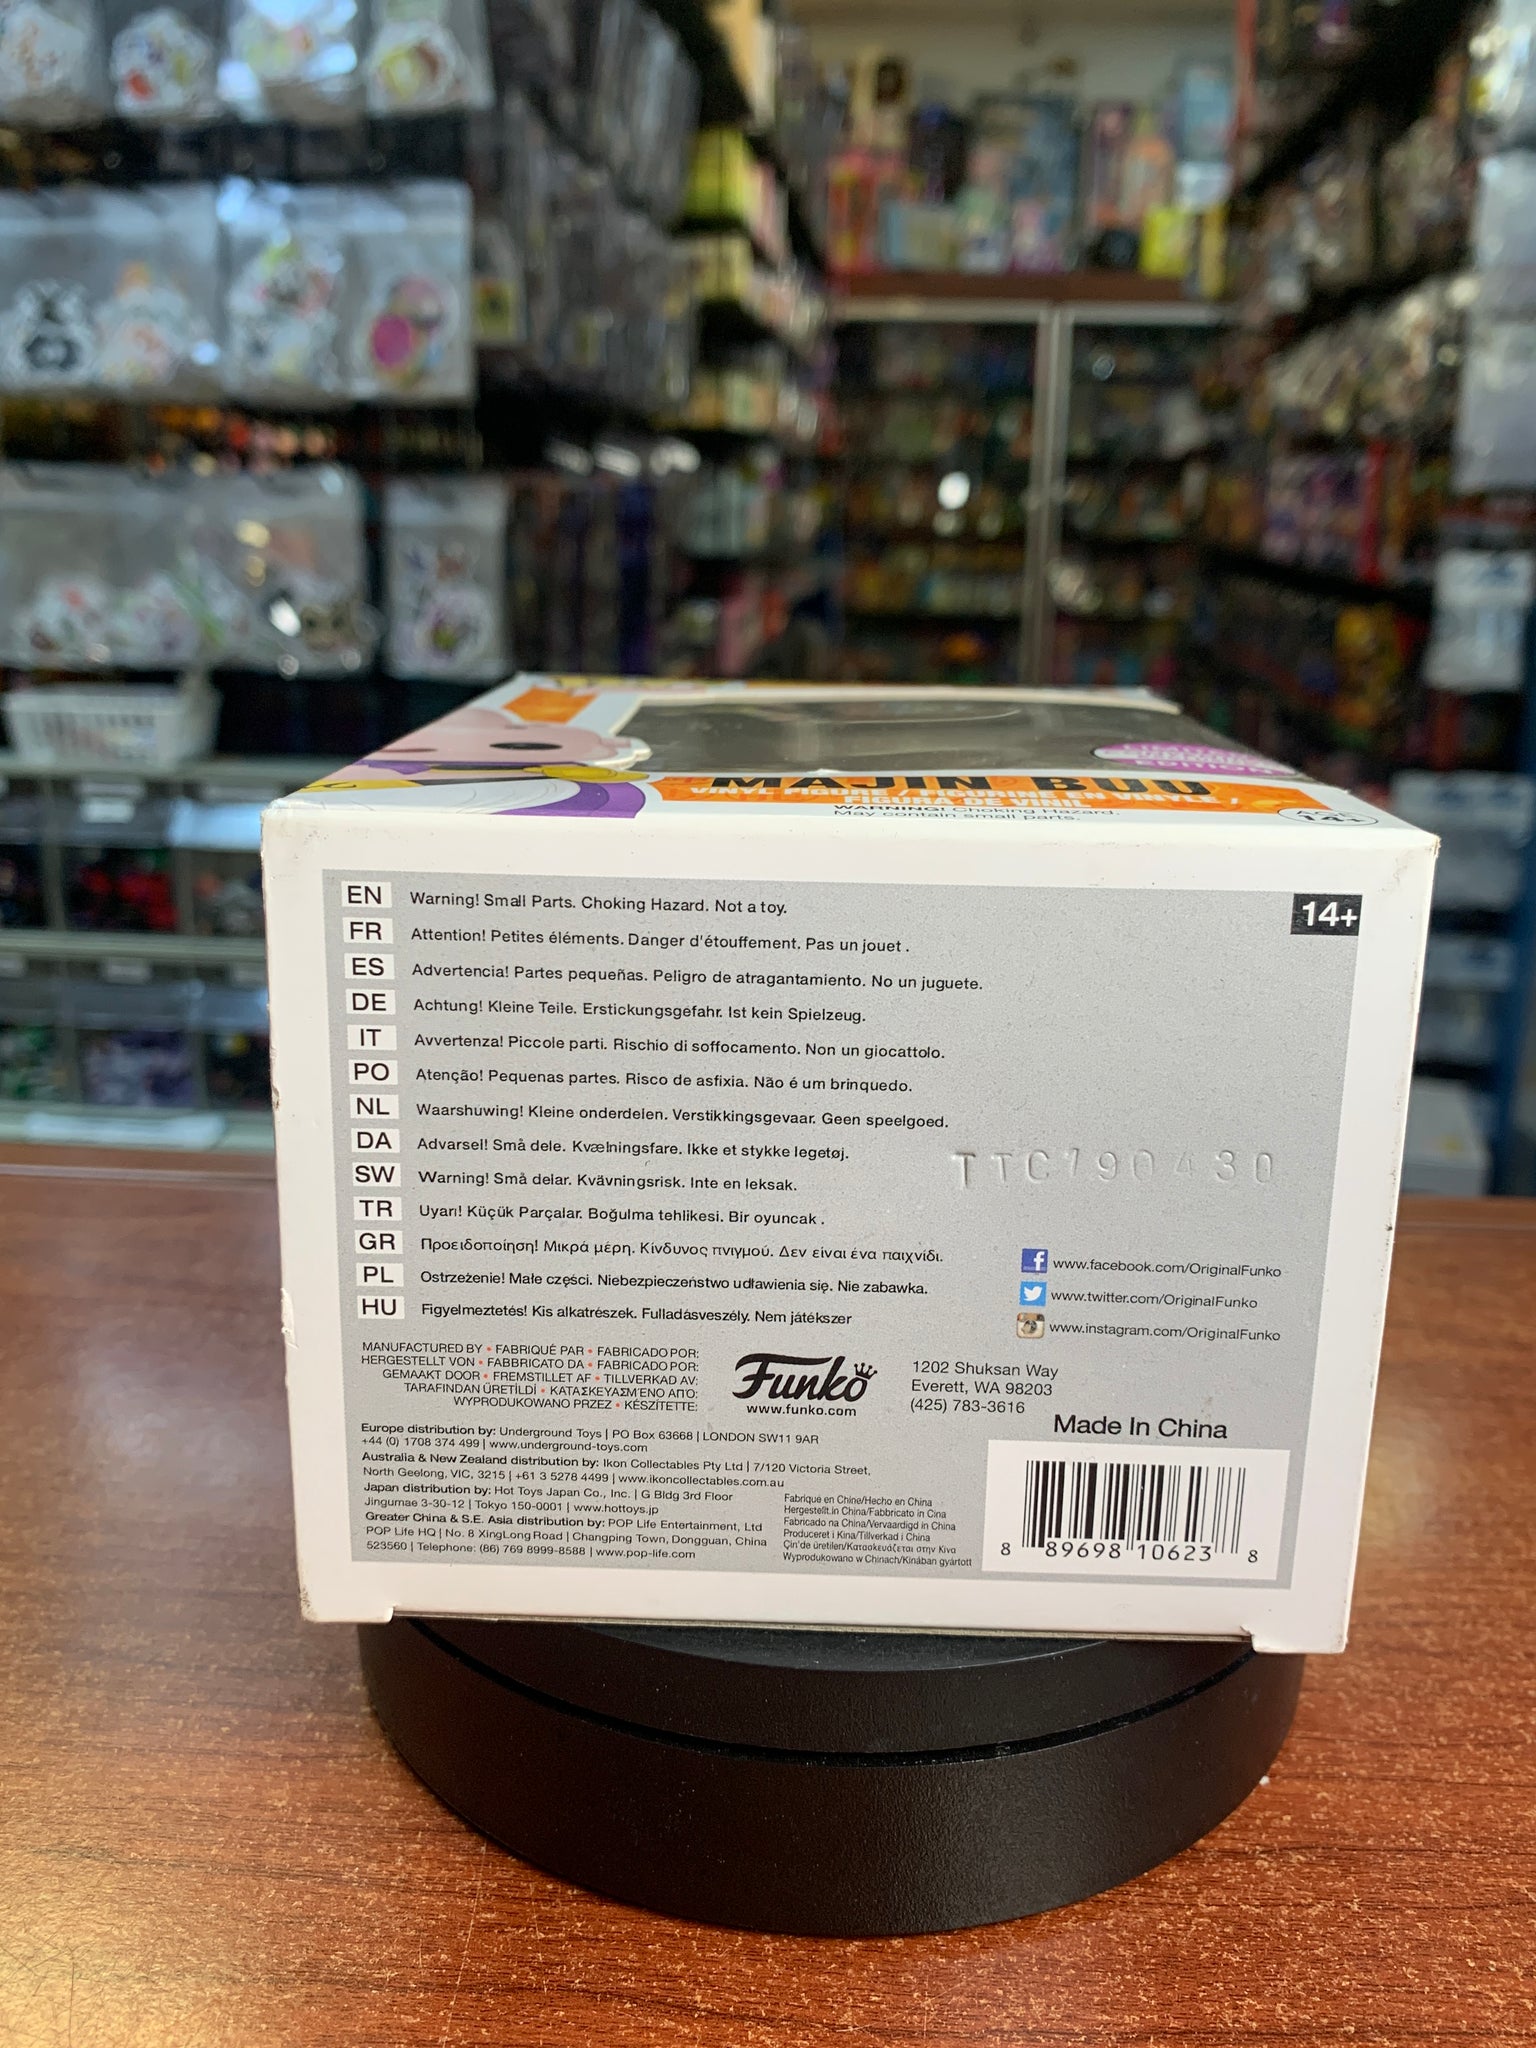 LIMITED
EDITION
MAJIN BUU
VINYL FIGURE / FIGURINE EN VINYLE /
FIGURA DE VINIL
WARNING! Choking Hazard.
May contain small parts.
AGE
14+
EN Warning! Small Parts. Choking Hazard. Not a toy.
14+
FR Attention! Petites éléments. Danger d'étouffement. Pas un jouet .
ES Advertencia! Partes pequeñas. Peligro de atragantamiento. No un juguete.
DE Achtung! Kleine Teile. Erstickungsgefahr. Ist kein Spielzeug.
IT Avvertenza! Piccole parti. Rischio di soffocamento. Non un giocattolo.
PO Atenção! Pequenas partes. Risco de asfixia. Não é um brinquedo.
NL Waarshuwing! Kleine onderdelen. Verstikkingsgevaar. Geen speelgoed.
DA Advarsel! Små dele. Kvælningsfare. Ikke et stykke legetøj.
SW Warning! Små delar. Kvävningsrisk. Inte en leksak.
TR Uyarı! Küçük Parçalar. Boğulma tehlikesi. Bir oyuncak .
GR Προειδοποίηση! Μικρά μέρη. Κίνδυνος πνιγμού. Δεν είναι ένα παιχνίδι.
PL Ostrzeżenie! Małe części. Niebezpieczeństwo udławienia się. Nie zabawka.
HU Figyelmeztetés! Kis alkatrészek. Fulladásveszély. Nem játékszer
TTC190430
www.facebook.com/OriginalFunko
www.twitter.com/OriginalFunko
www.instagram.com/OriginalFunko
MANUFACTURED BY • FABRIQUÉ PAR • FABRICADO POR:
HERGESTELLT VON • FABBRICATO DA • FABRICADO POR:
GEMAAKT DOOR • FREMSTILLET AF • TILLVERKAD AV:
TARAFINDAN ÜRETİLDİ • ΚΑΤΑΣΚΕΥΑΣΜΈΝΟ ΑΠΌ:
WYPRODUKOWANO PRZEZ • KÉSZÍTETTE:
Funko
www.funko.com
1202 Shuksan Way
Everett, WA 98203
(425) 783-3616
Made In China
Europe distribution by: Underground Toys | PO Box 63668 | LONDON SW11 9AR
+44 (0) 1708 374 499 | www.underground-toys.com
Australia & New Zealand distribution by: Ikon Collectables Pty Ltd | 7/120 Victoria Street,
North Geelong, VIC, 3215 | +61 3 5278 4499 | www.ikoncollectables.com.au
Japan distribution by: Hot Toys Japan Co., Inc. | G Bldg 3rd Floor
Jingumae 3-30-12 | Tokyo 150-0001 | www.hottoys.jp
Greater China & S.E. Asia distribution by: POP Life Entertainment, Ltd
POP Life HQ | No. 8 XingLong Road | Changping Town, Dongguan, China
523560 | Telephone: (86) 769 8999-8588 | www.pop-life.com
Fabriqué en Chine/Hecho en China
Hergestellt.in China/Fabbricato in Cina
Fabricado na China/Vervaardigd in China
Produceret i Kina/Tillverkad i China
Çin'de üretilen/Κατασκευάζεται στην Κίνα
Wyprodukowano w Chinach/Kínában gyártott
8 89698 10623 8